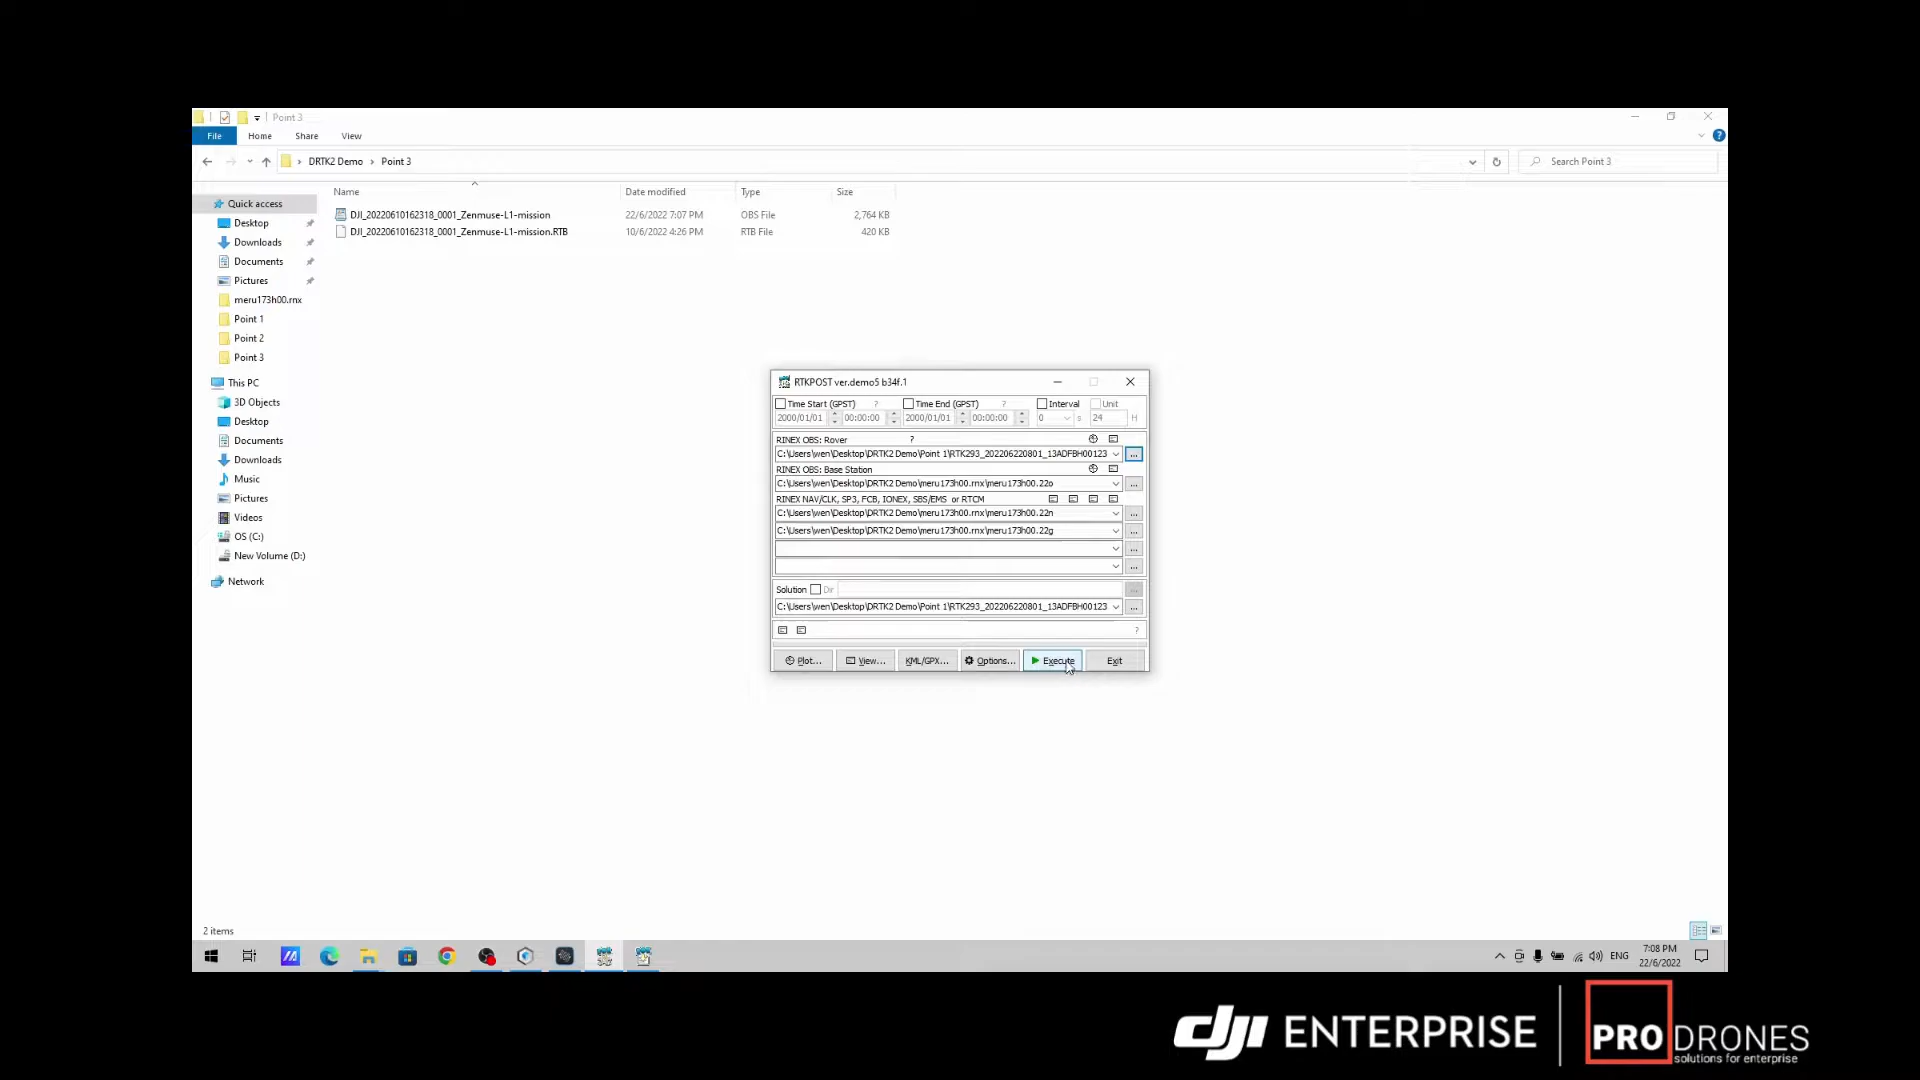 Point 3
File Home Share View
DRTK2 Demo › Point 3
Search Point 3
Name Date modified Type Size
Quick access
DJI_20220610162318_0001_Zenmuse-L1-mission 22/6/2022 7:07 PM OBS File 2,764 KB
DJI_20220610162318_0001_Zenmuse-L1-mission.RTB 10/6/2022 4:26 PM RTB File 420 KB
Desktop
Downloads
Documents
Pictures
meru173h00.rnx
Point 1
Point 2
Point 3
This PC
3D Objects
Desktop
Documents
Downloads
Music
Pictures
Videos
OS (C:)
New Volume (D:)
Network
RTKPOST ver.demo5 b34f.1
Time Start (GPST) ? Time End (GPST) ? Interval Unit
2000/01/01 00:00:00 2000/01/01 00:00:00 0 s 24 H
RINEX OBS: Rover ?
C:\Users\wen\Desktop\DRTK2 Demo\Point 1\RTK293_202206220801_13ADFBH00123 ...
RINEX OBS: Base Station
C:\Users\wen\Desktop\DRTK2 Demo\meru173h00.rnx\meru173h00.22o ...
RINEX NAV/CLK, SP3, FCB, IONEX, SBS/EMS or RTCM
C:\Users\wen\Desktop\DRTK2 Demo\meru173h00.rnx\meru173h00.22n ...
C:\Users\wen\Desktop\DRTK2 Demo\meru173h00.rnx\meru173h00.22g ...
...
...
Solution Dir ...
C:\Users\wen\Desktop\DRTK2 Demo\Point 1\RTK293_202206220801_13ADFBH00123 ...
?
Plot... View... KML/GPX... Options... Execute Exit
2 items
ENG
7:08 PM
22/6/2022
dji ENTERPRISE
PRODRONES
solutions for enterprise